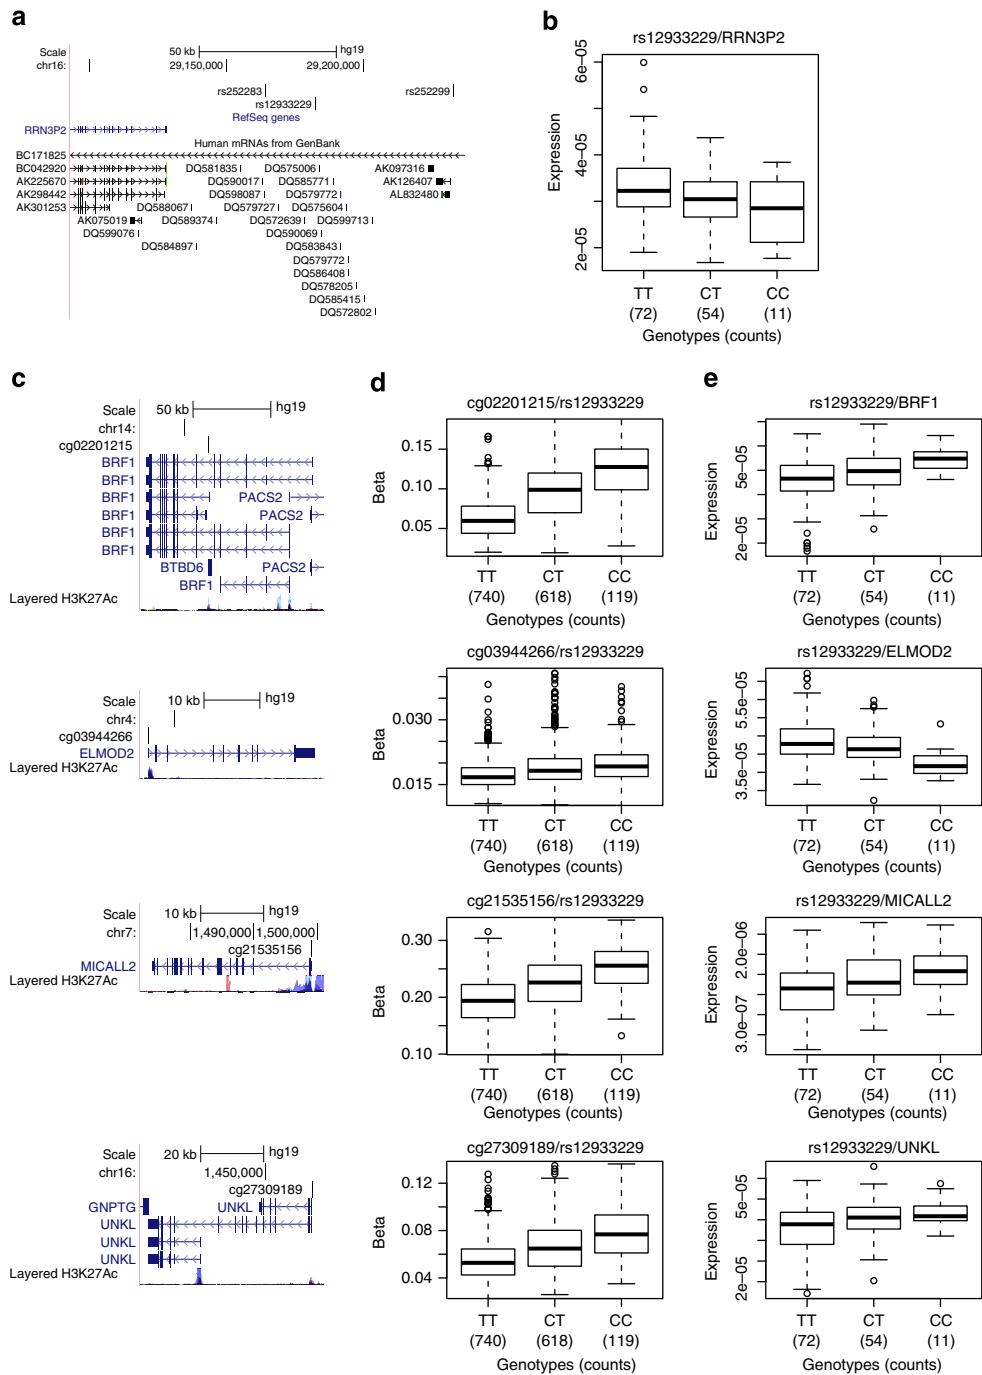 a
Scale 50 kb hg19
chr16: 29,150,000 29,200,000
rs252283 rs252299
rs12933229
RefSeq genes
RRN3P2
Human mRNAs from GenBank
BC171825
BC042920 DQ581835 DQ575006 AK097316
AK225670 DQ590017 DQ585771 AK126407
AK298442 DQ598087 DQ579772 AL832480
AK301253 DQ588067 DQ579727 DQ575604
AK075019 DQ589374 DQ572639 DQ599713
DQ599076 DQ590069
DQ584897 DQ583843
DQ579772
DQ586408
DQ578205
DQ585415
DQ572802
b
rs12933229/RRN3P2
Expression
6e−05
4e−05
2e−05
TT CT CC
(72) (54) (11)
Genotypes (counts)
c
Scale 50 kb hg19
chr14:
cg02201215
BRF1
BRF1
BRF1 PACS2
BRF1 PACS2
BRF1
BRF1
BTBD6 PACS2
BRF1
Layered H3K27Ac
Scale 10 kb hg19
chr4:
cg03944266
ELMOD2
Layered H3K27Ac
Scale 10 kb hg19
chr7: 1,490,000 1,500,000
cg21535156
MICALL2
Layered H3K27Ac
Scale 20 kb hg19
chr16: 1,450,000
cg27309189
GNPTG UNKL
UNKL
UNKL
UNKL
Layered H3K27Ac
d
cg02201215/rs12933229
Beta
0.15
0.10
0.05
TT CT CC
(740) (618) (119)
Genotypes (counts)
cg03944266/rs12933229
Beta
0.030
0.015
TT CT CC
(740) (618) (119)
Genotypes (counts)
cg21535156/rs12933229
Beta
0.30
0.20
0.10
TT CT CC
(740) (618) (119)
Genotypes (counts)
cg27309189/rs12933229
Beta
0.12
0.08
0.04
TT CT CC
(740) (618) (119)
Genotypes (counts)
e
rs12933229/BRF1
Expression
5e−05
2e−05
TT CT CC
(72) (54) (11)
Genotypes (counts)
rs12933229/ELMOD2
Expression
5.5e−05
3.5e−05
TT CT CC
(72) (54) (11)
Genotypes (counts)
rs12933229/MICALL2
Expression
2.0e−06
3.0e−07
TT CT CC
(72) (54) (11)
Genotypes (counts)
rs12933229/UNKL
Expression
5e−05
2e−05
TT CT CC
(72) (54) (11)
Genotypes (counts)